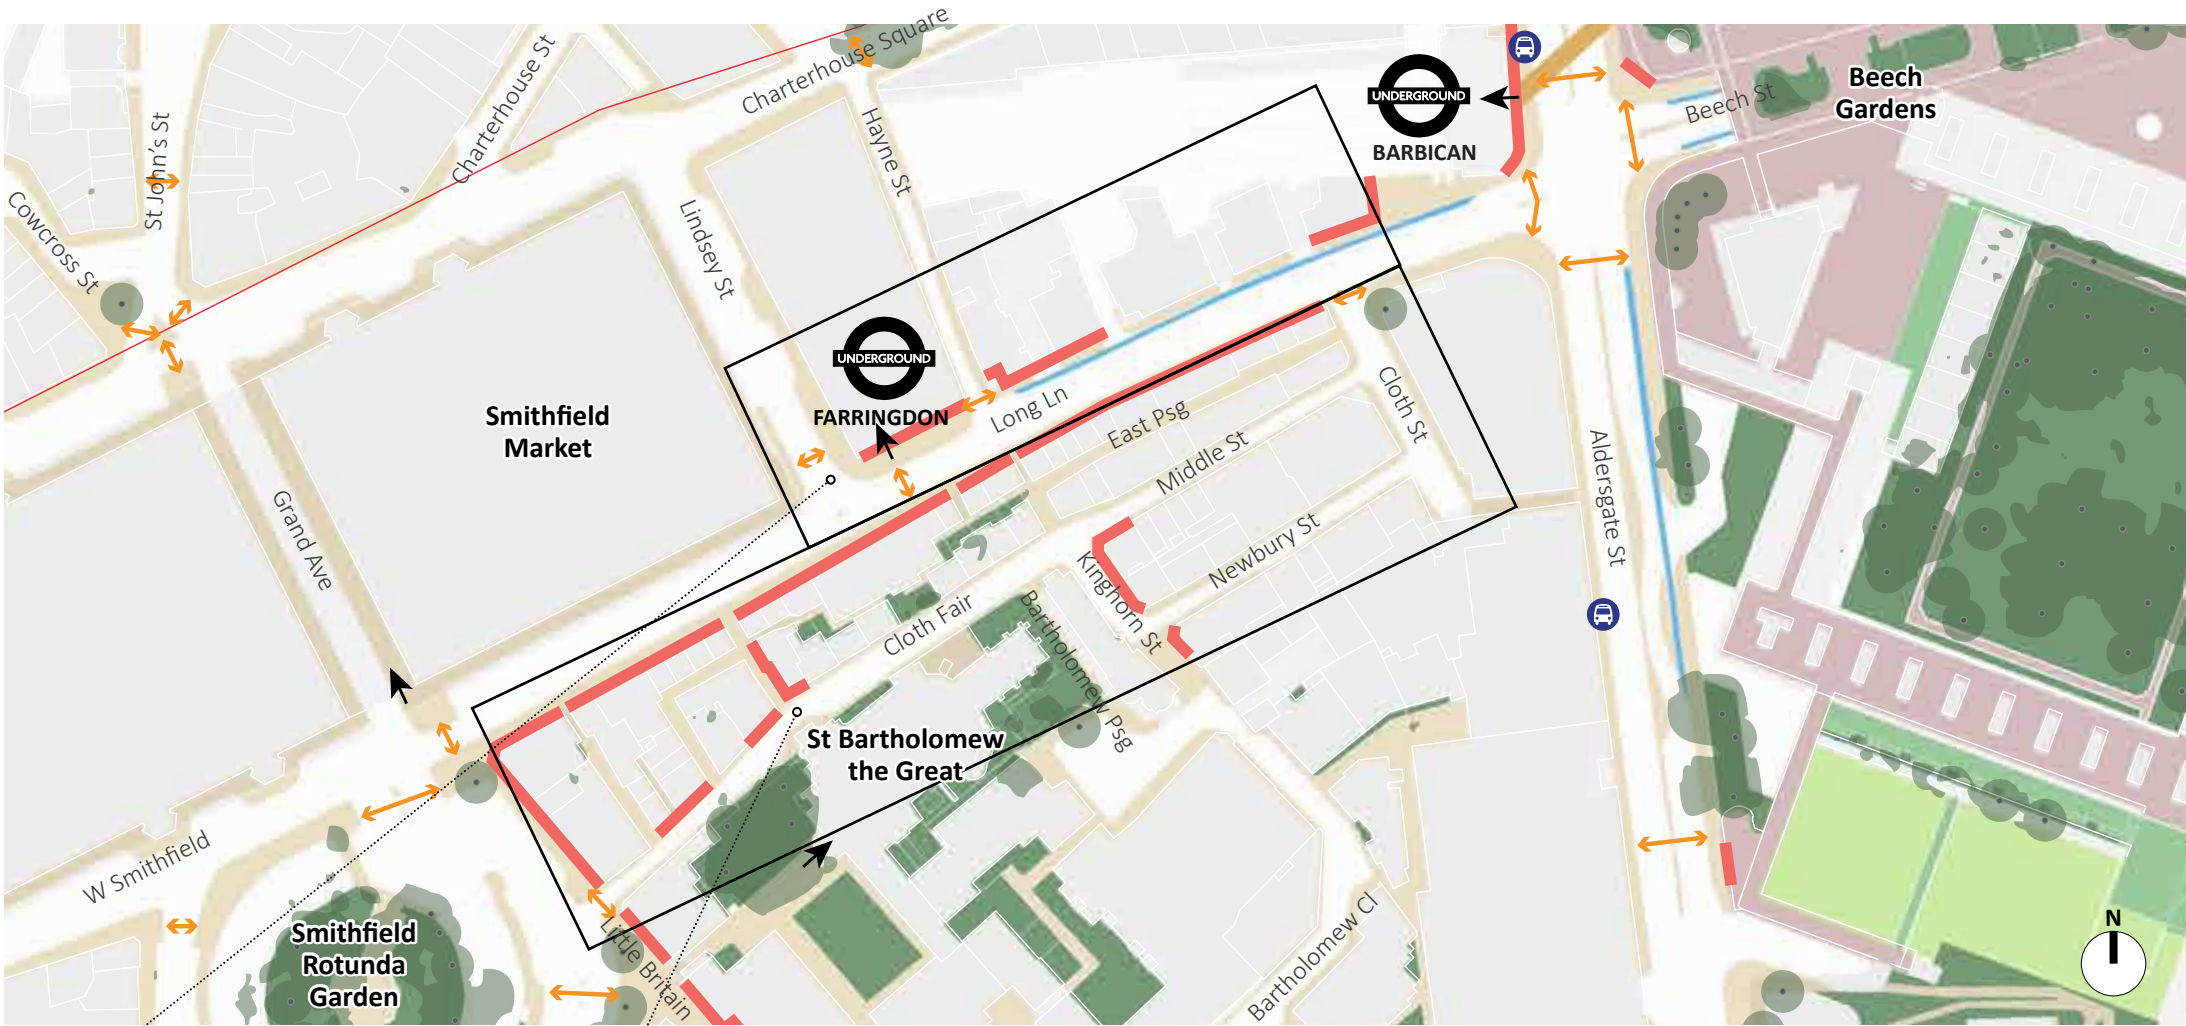 Charterhouse Square
Charterhouse St
St John's St
Cowcross St
Hayne St
Lindsey St
UNDERGROUND
BARBICAN
Beech St
Beech
Gardens
UNDERGROUND
FARRINGDON
Smithfield
Market
Long Ln
East Psg
Middle St
Cloth St
Newbury St
Kinghorn St
Aldersgate St
Grand Ave
Cloth Fair
Bartholomew Psg
St Bartholomew
the Great
W Smithfield
Smithfield
Rotunda
Garden
Little Britain
Bartholomew Cl
N